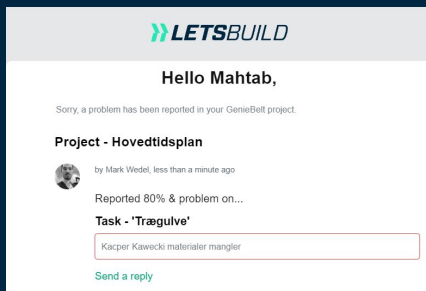 LETSBUILD
Hello Mahtab,
Sorry, a problem has been reported in your GenieBelt project.
Project - Hovedtidsplan
by Mark Wedel, less than a minute ago
Reported 80% & problem on...
Task - 'Trægulve'
Kacper Kawecki materialer mangler
Send a reply